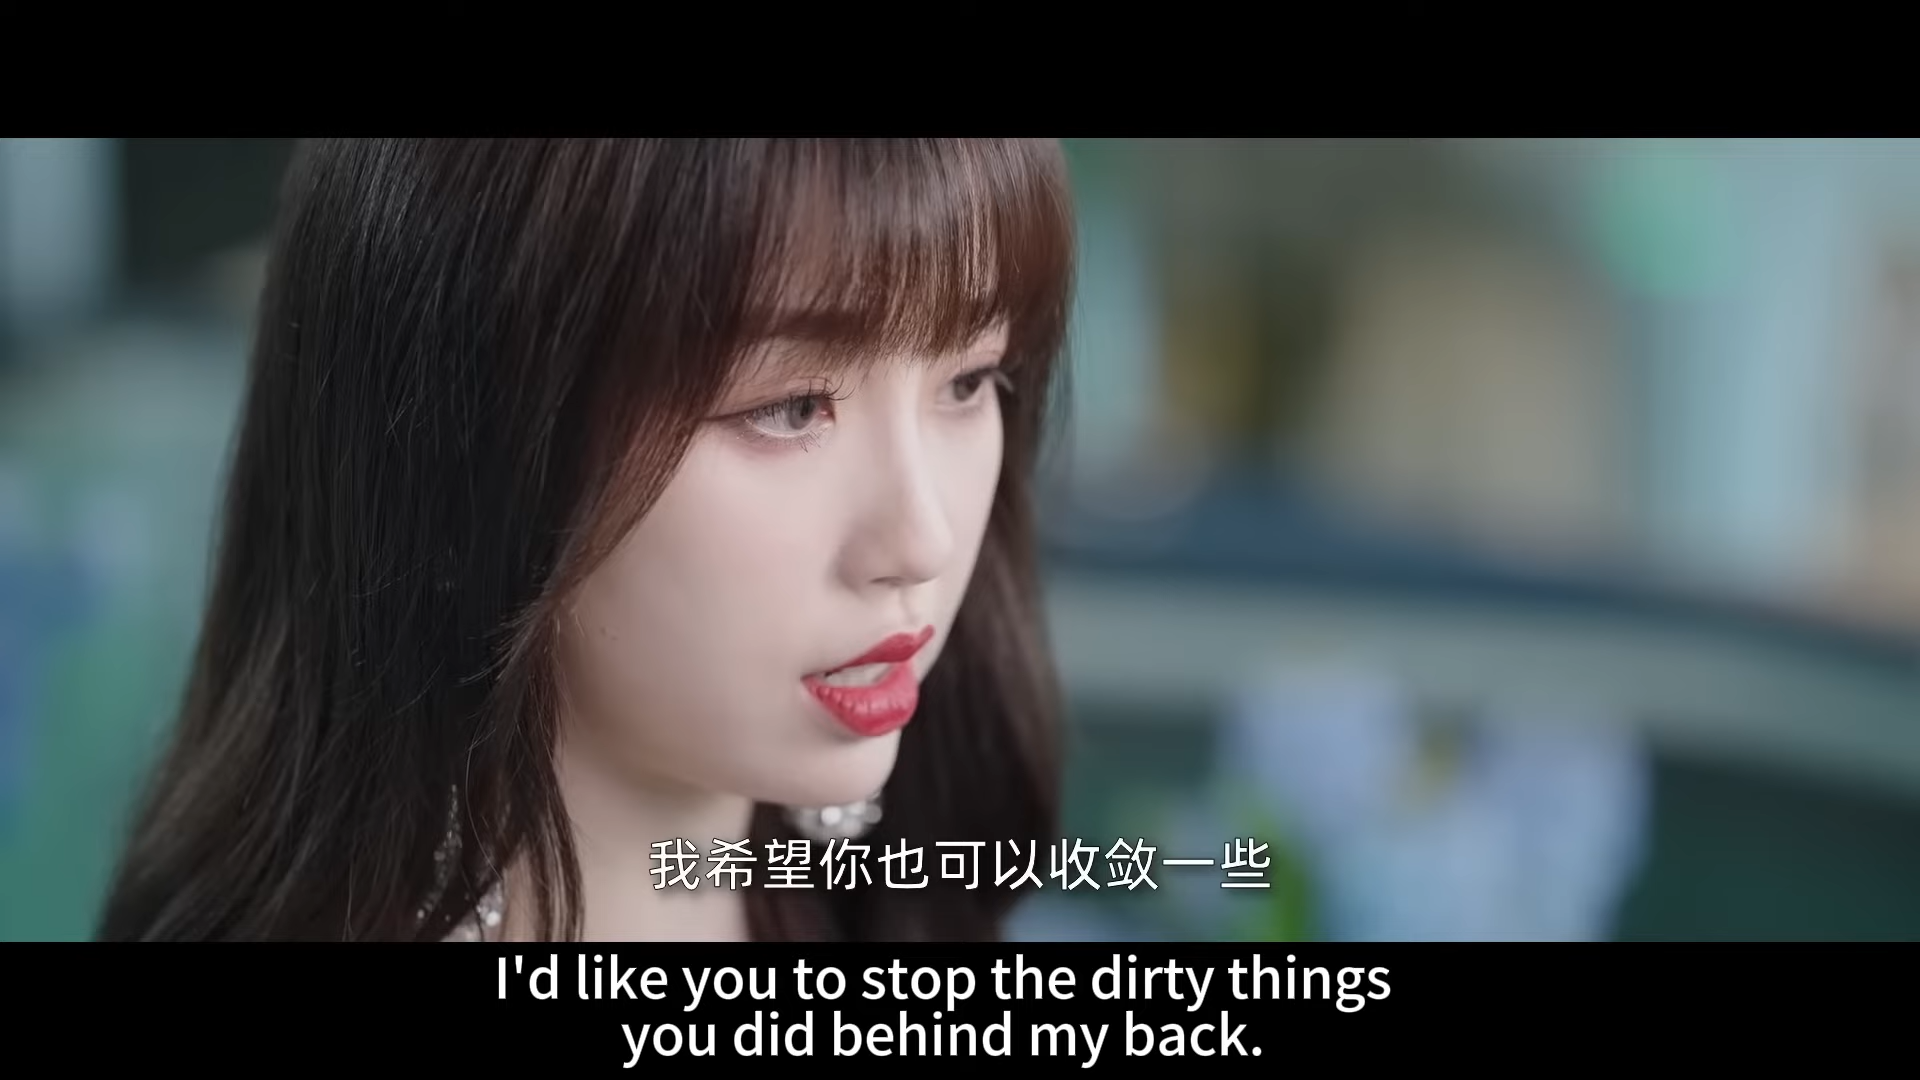 我希望你也可以收敛一些
I'd like you to stop the dirty things
you did behind my back.